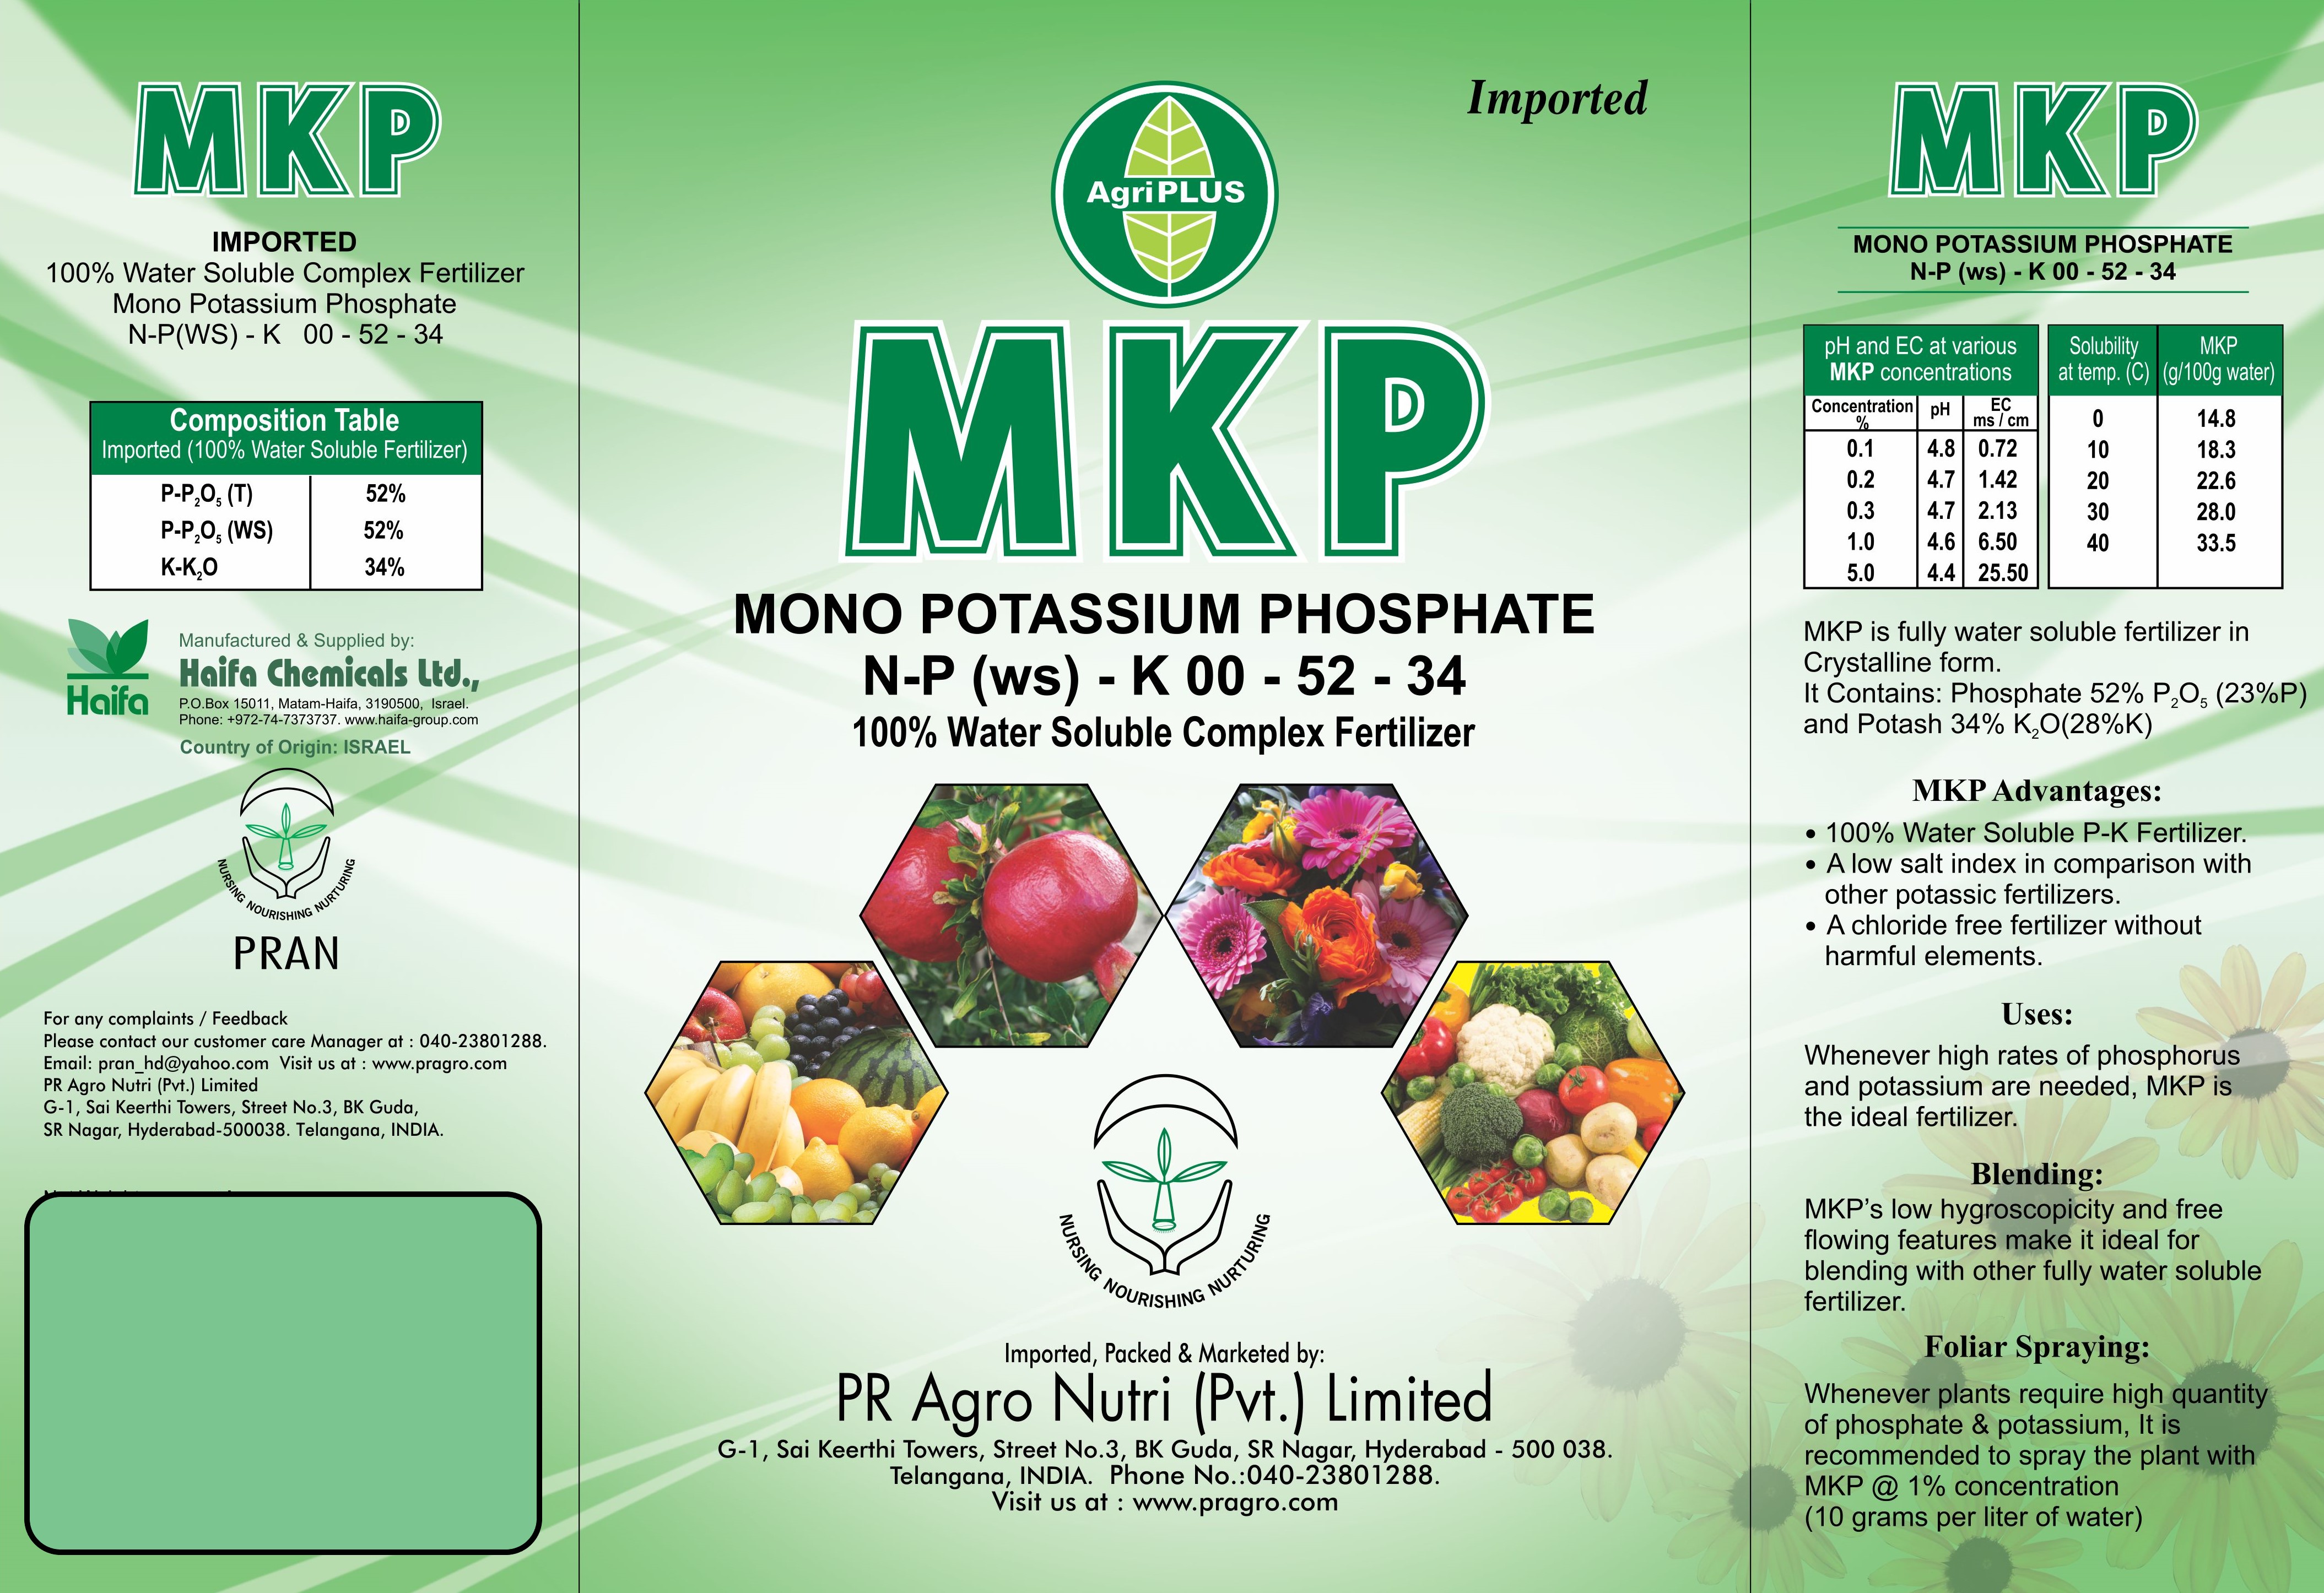 MKP
IMPORTED
100% Water Soluble Complex Fertilizer
Mono Potassium Phosphate
N-P(WS) - K 00 - 52 - 34
Composition Table
Imported (100% Water Soluble Fertilizer)
P-P₂O₅ (T) 52%
P-P₂O₅ (WS) 52%
K-K₂O 34%
Haifa
Manufactured & Supplied by:
Haifa Chemicals Ltd.,
P.O.Box 15011, Matam-Haifa, 3190500, Israel.
Phone: +972-74-7373737. www.haifa-group.com
Country of Origin: ISRAEL
NURSING NOURISHING NURTURING
PRAN
For any complaints / Feedback
Please contact our customer care Manager at : 040-23801288.
Email: pran_hd@yahoo.com Visit us at : www.pragro.com
PR Agro Nutri (Pvt.) Limited
G-1, Sai Keerthi Towers, Street No.3, BK Guda,
SR Nagar, Hyderabad-500038. Telangana, INDIA.
Imported
AgriPLUS
MKP
MONO POTASSIUM PHOSPHATE
N-P (ws) - K 00 - 52 - 34
100% Water Soluble Complex Fertilizer
NURSING NOURISHING NURTURING
Imported, Packed & Marketed by:
PR Agro Nutri (Pvt.) Limited
G-1, Sai Keerthi Towers, Street No.3, BK Guda, SR Nagar, Hyderabad - 500 038.
Telangana, INDIA. Phone No.:040-23801288.
Visit us at : www.pragro.com
MKP
MONO POTASSIUM PHOSPHATE
N-P (ws) - K 00 - 52 - 34
pH and EC at various
MKP concentrations
Concentration % pH EC ms / cm
0.1 4.8 0.72
0.2 4.7 1.42
0.3 4.7 2.13
1.0 4.6 6.50
5.0 4.4 25.50
Solubility at temp. (C) MKP (g/100g water)
0 14.8
10 18.3
20 22.6
30 28.0
40 33.5
MKP is fully water soluble fertilizer in
Crystalline form.
It Contains: Phosphate 52% P₂O₅ (23%P)
and Potash 34% K₂O(28%K)
MKP Advantages:
• 100% Water Soluble P-K Fertilizer.
• A low salt index in comparison with
other potassic fertilizers.
• A chloride free fertilizer without
harmful elements.
Uses:
Whenever high rates of phosphorus
and potassium are needed, MKP is
the ideal fertilizer.
Blending:
MKP’s low hygroscopicity and free
flowing features make it ideal for
blending with other fully water soluble
fertilizer.
Foliar Spraying:
Whenever plants require high quantity
of phosphate & potassium, It is
recommended to spray the plant with
MKP @ 1% concentration
(10 grams per liter of water)